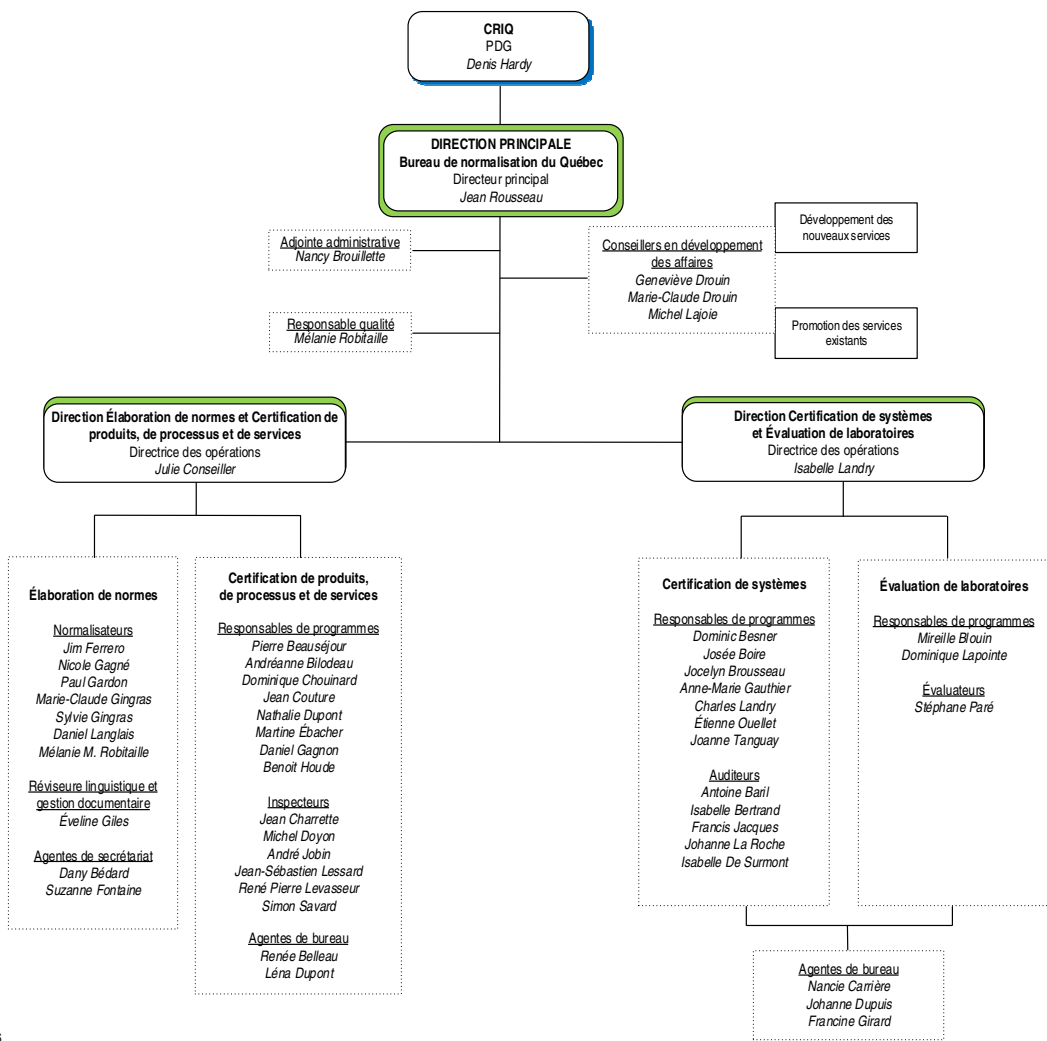 CRIQ
PDG
Denis Hardy
DIRECTION PRINCIPALE
Bureau de normalisation du Québec
Directeur principal
Jean Rousseau
Adjointe administrative
Nancy Brouillette
Conseillers en développement
des affaires
Geneviève Drouin
Marie-Claude Drouin
Michel Lajoie
Développement des
nouveaux services
Responsable qualité
Mélanie Robitaille
Promotion des services
existants
Direction Élaboration de normes et Certification de
produits, de processus et de services
Directrice des opérations
Julie Conseiller
Direction Certification de systèmes
et Évaluation de laboratoires
Directrice des opérations
Isabelle Landry
Élaboration de normes
Normalisateurs
Jim Ferrero
Nicole Gagné
Paul Gardon
Marie-Claude Gingras
Sylvie Gingras
Daniel Langlais
Mélanie M. Robitaille
Réviseure linguistique et
gestion documentaire
Éveline Giles
Agentes de secrétariat
Dany Bédard
Suzanne Fontaine
Certification de produits,
de processus et de services
Responsables de programmes
Pierre Beauséjour
Andréanne Bilodeau
Dominique Chouinard
Jean Couture
Nathalie Dupont
Martine Ébacher
Daniel Gagnon
Benoit Houde
Inspecteurs
Jean Charrette
Michel Doyon
André Jobin
Jean-Sébastien Lessard
René Pierre Levasseur
Simon Savard
Agentes de bureau
Renée Belleau
Léna Dupont
Certification de systèmes
Responsables de programmes
Dominic Besner
Josée Boire
Jocelyn Brousseau
Anne-Marie Gauthier
Charles Landry
Étienne Ouellet
Joanne Tanguay
Auditeurs
Antoine Baril
Isabelle Bertrand
Francis Jacques
Johanne La Roche
Isabelle De Surmont
Évaluation de laboratoires
Responsables de programmes
Mireille Blouin
Dominique Lapointe
Évaluateurs
Stéphane Paré
Agentes de bureau
Nancie Carrière
Johanne Dupuis
Francine Girard